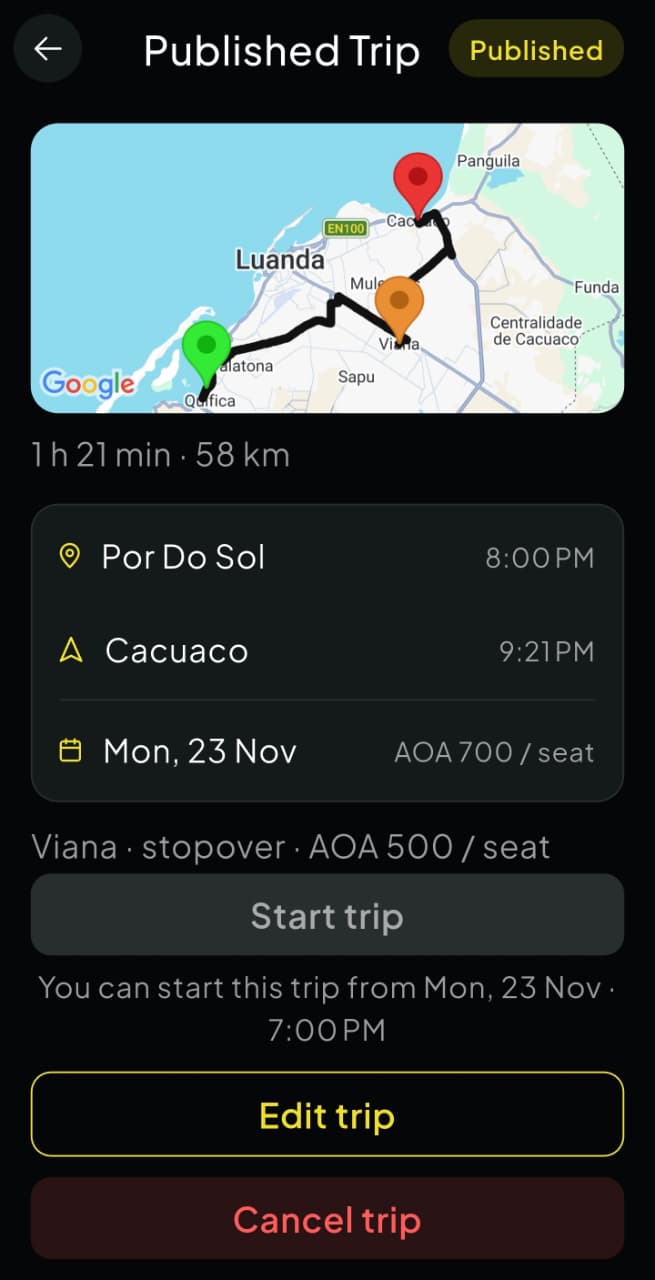 Published Trip
Published
Panguila
EN100
Luanda
Funda
Centralidade
de Cacuaco
Sapu
Google
1 h 21 min · 58 km
Por Do Sol
8:00 PM
Cacuaco
9:21 PM
Mon, 23 Nov
AOA 700 / seat
Viana · stopover · AOA 500 / seat
Start trip
You can start this trip from Mon, 23 Nov ·
7:00 PM
Edit trip
Cancel trip